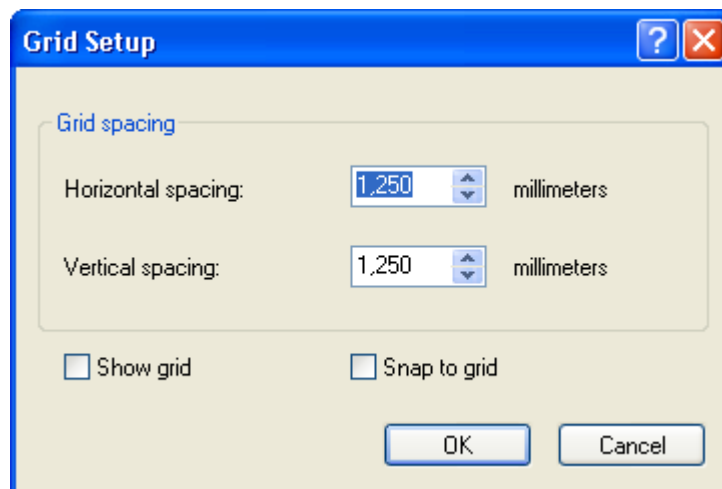 Grid Setup
Grid spacing
Horizontal spacing: 1,250 millimeters
Vertical spacing: 1,250 millimeters
Show grid Snap to grid
OK Cancel